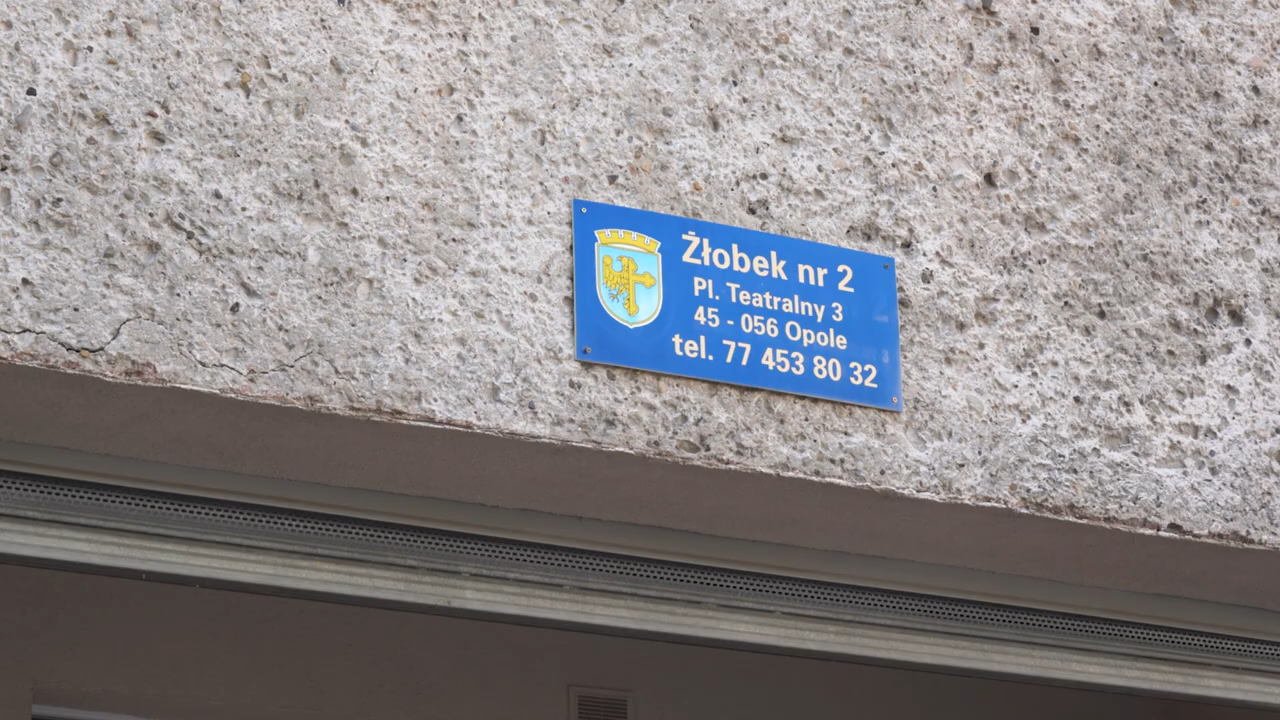 Żłobek nr 2
Pl. Teatralny 3
45 - 056 Opole
tel. 77 453 80 32